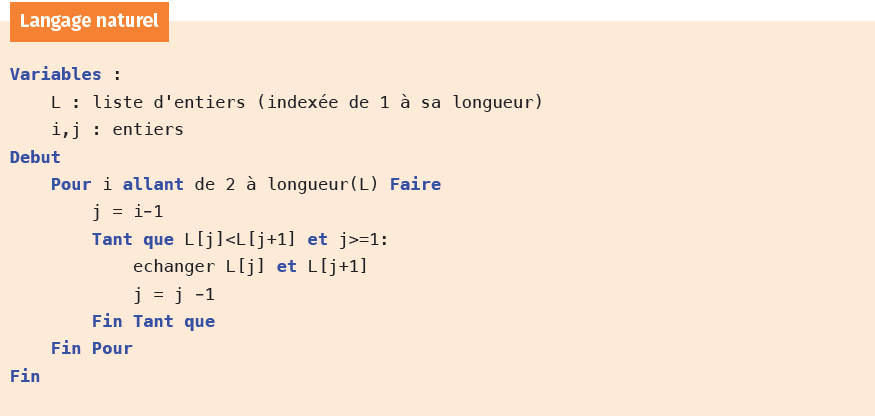 Langage naturel
Variables :
L : liste d'entiers (indexée de 1 à sa longueur)
i,j : entiers
Debut
Pour i allant de 2 à longueur(L) Faire
j = i-1
Tant que L[j]<L[j+1] et j>=1:
echanger L[j] et L[j+1]
j = j -1
Fin Tant que
Fin Pour
Fin